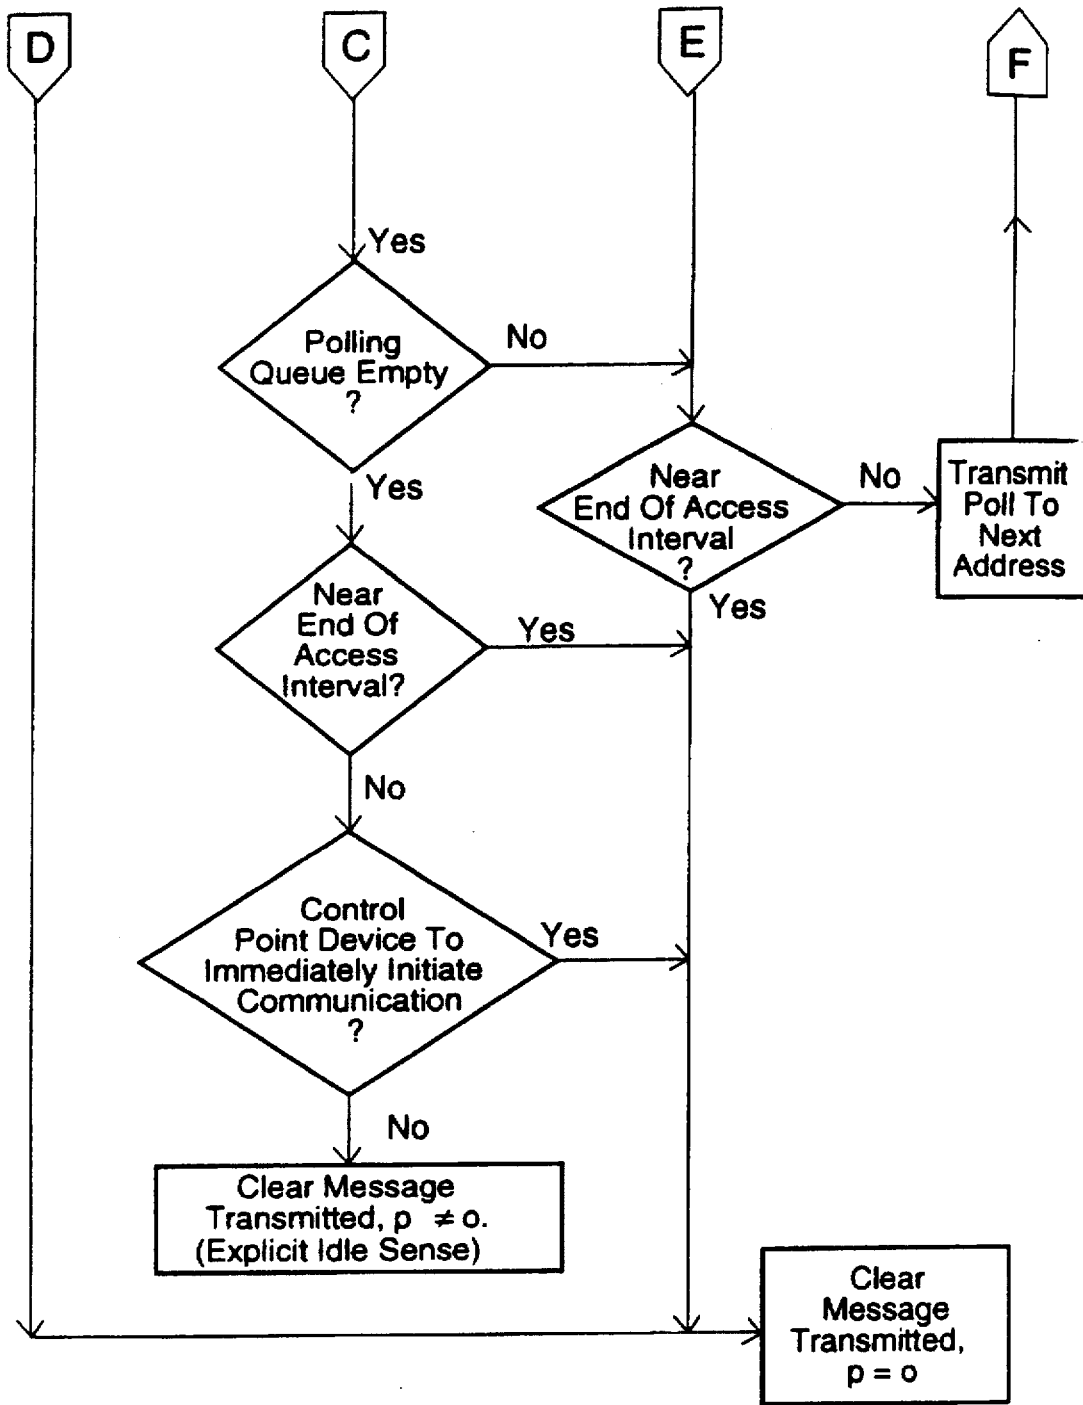 D
C
E
F
Yes
Polling
Queue Empty
?
No
Yes
Near
End Of Access
Interval
?
No
Transmit
Poll To
Next
Address
Yes
Near
End Of
Access
Interval?
Yes
No
Control
Point Device To
Immediately Initiate
Communication
?
Yes
No
Clear Message
Transmitted, p ≠ o.
(Explicit Idle Sense)
Clear
Message
Transmitted,
p = o